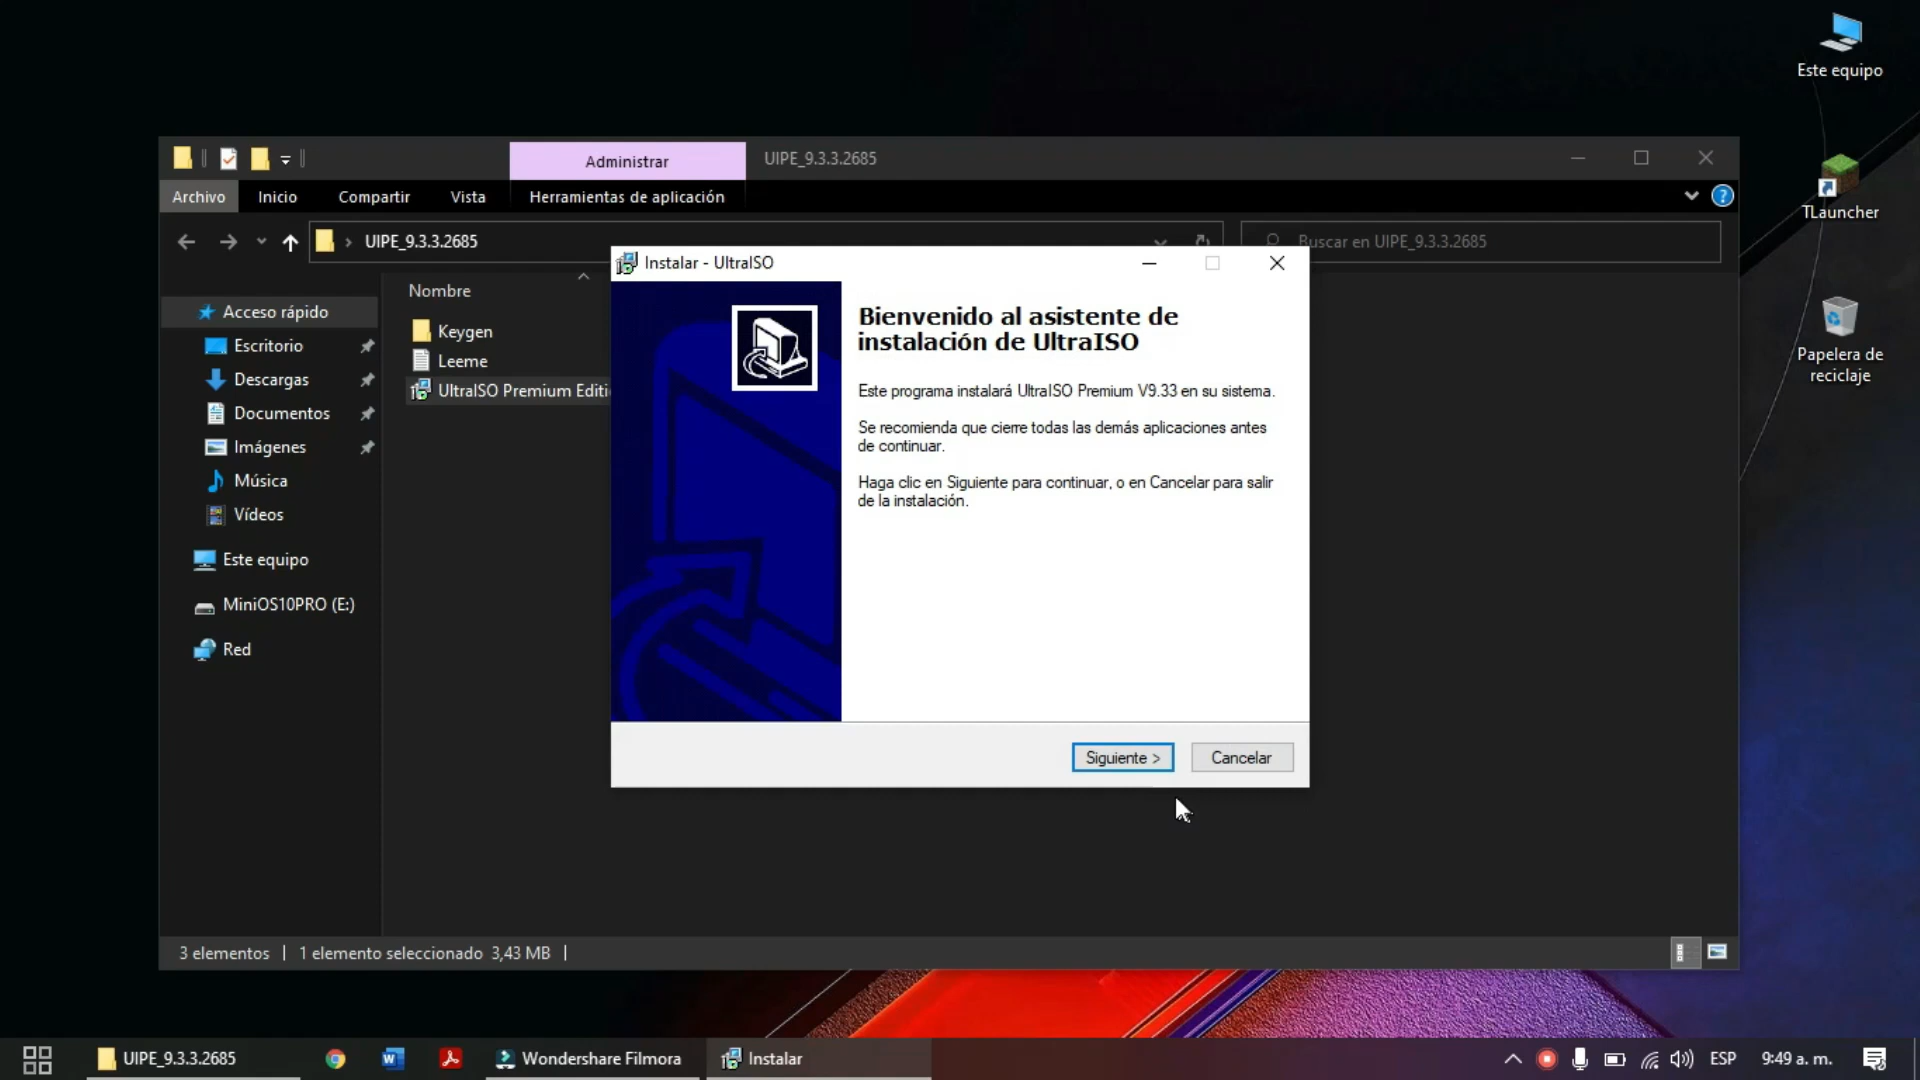 Este equipo
TLauncher
Papelera de
reciclaje
Administrar
UIPE_9.3.3.2685
Archivo
Inicio
Compartir
Vista
Herramientas de aplicación
UIPE_9.3.3.2685
Buscar en UIPE_9.3.3.2685
Acceso rápido
Escritorio
Descargas
Documentos
Imágenes
Música
Vídeos
Este equipo
MiniOS10PRO (E:)
Red
Nombre
Keygen
Leeme
UltraISO Premium Editi
Instalar - UltraISO
Bienvenido al asistente de
instalación de UltraISO
Este programa instalará UltraISO Premium V9.33 en su sistema.
Se recomienda que cierre todas las demás aplicaciones antes
de continuar.
Haga clic en Siguiente para continuar, o en Cancelar para salir
de la instalación.
Siguiente >
Cancelar
3 elementos
1 elemento seleccionado 3,43 MB
UIPE_9.3.3.2685
Wondershare Filmora
Instalar
ESP
9:49 a. m.